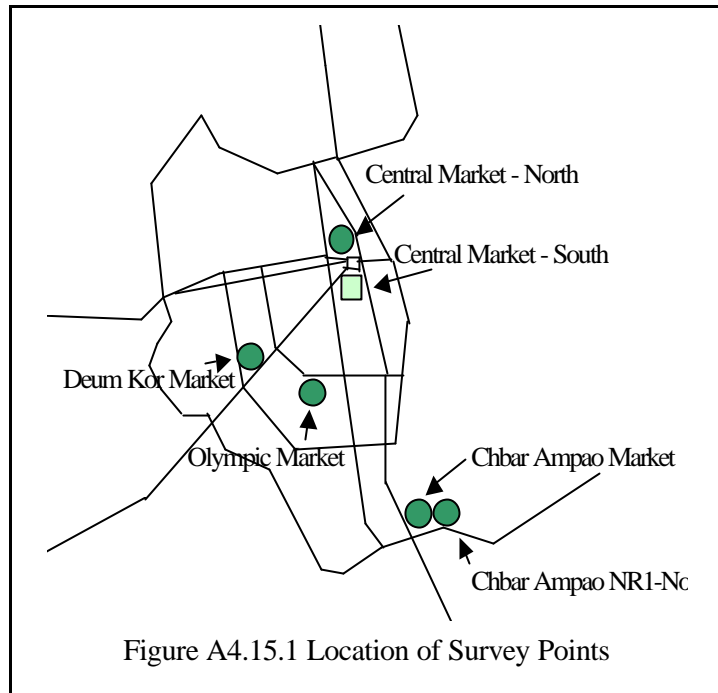 Central Market - North
Central Market - South
Deum Kor Market
Olympic Market
Chbar Ampao Market
Chbar Ampao NR1-No
Figure A4.15.1 Location of Survey Points